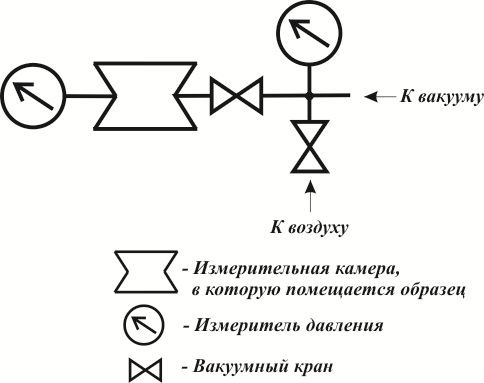 К вакууму
К воздуху
- Измерительная камера,
в которую помещается образец
- Измеритель давления
- Вакуумный кран